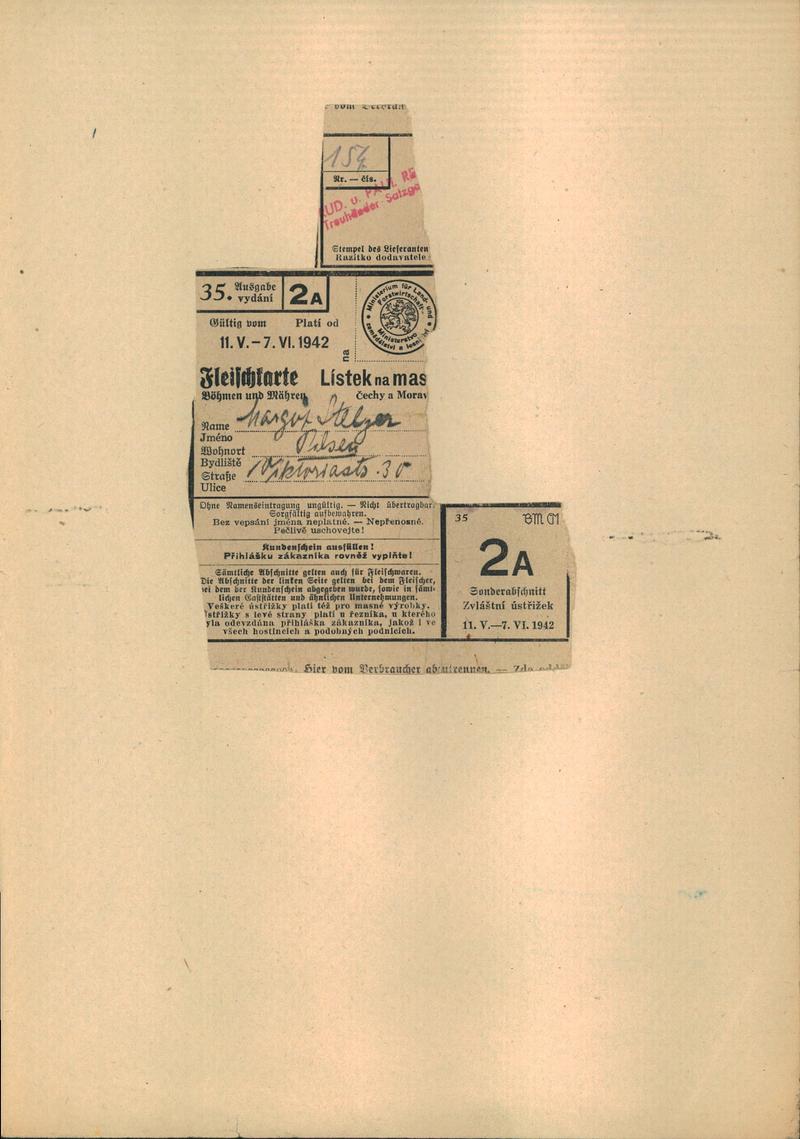 154
Nr. — čís.
RUD. u. PAUL RE
Treuhänder Salzge
Stempel des Lieferanten
Razítko dodavatele
35. Ausgabe vydání 2A
Ministerium für Land- und Forstwirtschaft
Ministerstvo zemědělství a lesnictví
Gültig vom Platí od
11. V. – 7. VI. 1942
na
Fleischkarte Lístek na mas
Böhmen und Mähren Čechy a Morav
Name Margot Stelzer
Jméno
Wohnort Pilsen
Bydliště
Straße Viktoriastr. 30
Ulice
Ohne Namenseintragung ungültig. — Nicht übertragbar.
Sorgfältig aufbewahren.
Bez vepsání jména neplatné. — Nepřenosné.
Pečlivě uschovejte!
Kundenschein ausfüllen!
Přihlášku zákazníka rovněž vyplňte!
Sämtliche Abschnitte gelten auch für Fleischwaren.
Die Abschnitte der linken Seite gelten bei dem Fleischer,
bei dem der Kundenschein abgegeben wurde, sowie in sämt-
lichen Gaststätten und ähnlichen Unternehmungen.
Veškeré ústřižky platí též pro masné výrobky.
Ústřižky s levé strany platí u řezníka, u kterého
byla odevzdána přihláška zákazníka, jakož i ve
všech hostincích a podobných podnicích.
35 BM ČM
2A
Sonderabschnitt
Zvláštní ústřižek
11. V.—7. VI. 1942
Hier vom Verbraucher abzutrennen. —